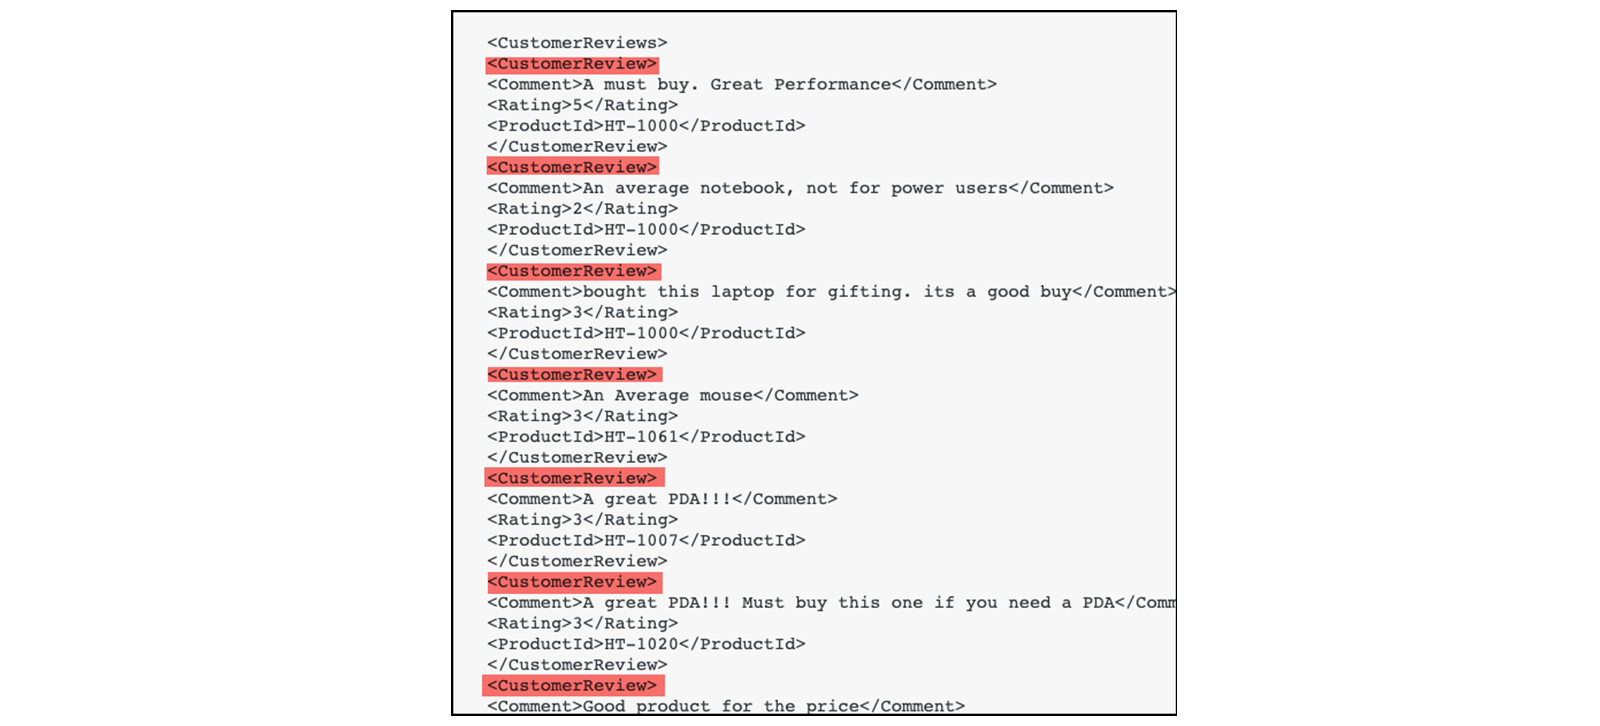 <CustomerReviews>
<CustomerReview>
<Comment>A must buy. Great Performance</Comment>
<Rating>5</Rating>
<ProductId>HT-1000</ProductId>
</CustomerReview>
<CustomerReview>
<Comment>An average notebook, not for power users</Comment>
<Rating>2</Rating>
<ProductId>HT-1000</ProductId>
</CustomerReview>
<CustomerReview>
<Comment>bought this laptop for gifting. its a good buy</Comment>
<Rating>3</Rating>
<ProductId>HT-1000</ProductId>
</CustomerReview>
<CustomerReview>
<Comment>An Average mouse</Comment>
<Rating>3</Rating>
<ProductId>HT-1061</ProductId>
</CustomerReview>
<CustomerReview>
<Comment>A great PDA!!!</Comment>
<Rating>3</Rating>
<ProductId>HT-1007</ProductId>
</CustomerReview>
<CustomerReview>
<Comment>A great PDA!!! Must buy this one if you need a PDA</Comm
<Rating>3</Rating>
<ProductId>HT-1020</ProductId>
</CustomerReview>
<CustomerReview>
<Comment>Good product for the price</Comment>